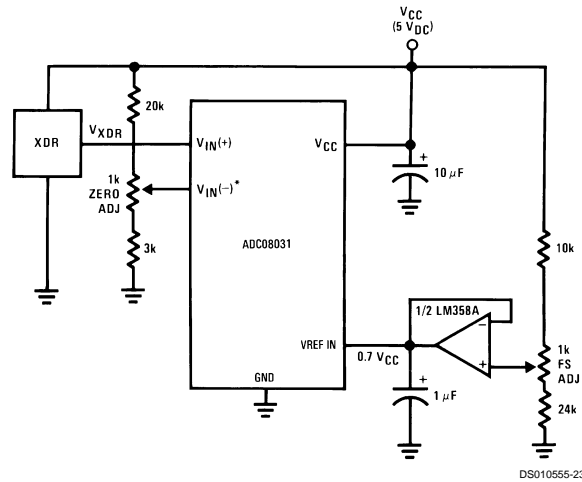 VCC
(5 VDC)
20k
XDR
VXDR
VIN(+)
VCC
1k
ZERO
ADJ
VIN(−)*
+
10 µF
ADC08031
3k
10k
1/2 LM358A
−
+
VREF IN
0.7 VCC
1k
FS
ADJ
GND
+
1 µF
24k
DS010555-23